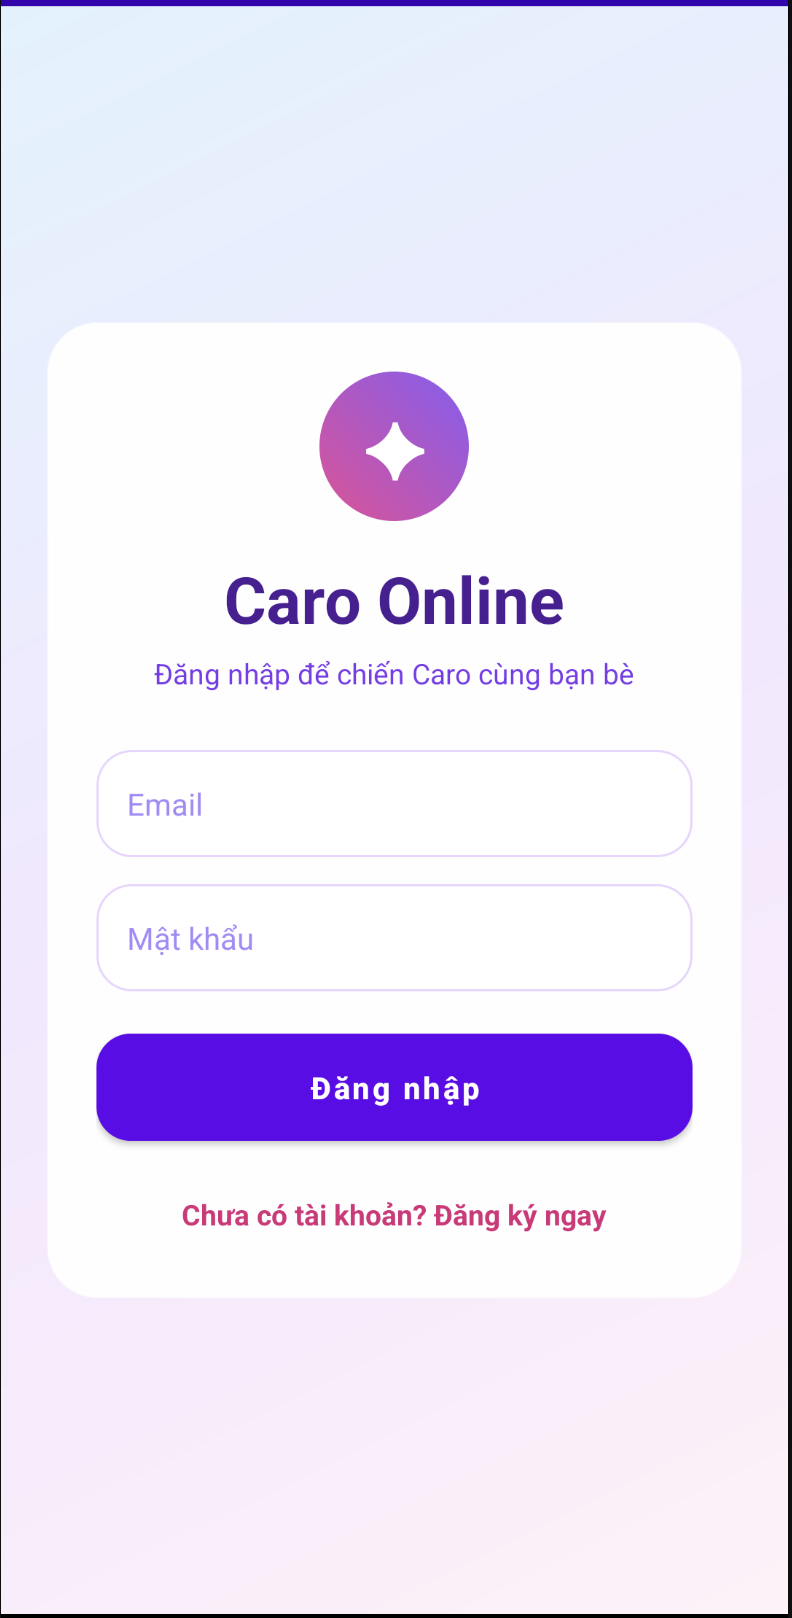 Caro Online
Đăng nhập để chiến Caro cùng bạn bè
Email
Mật khẩu
Đăng nhập
Chưa có tài khoản? Đăng ký ngay